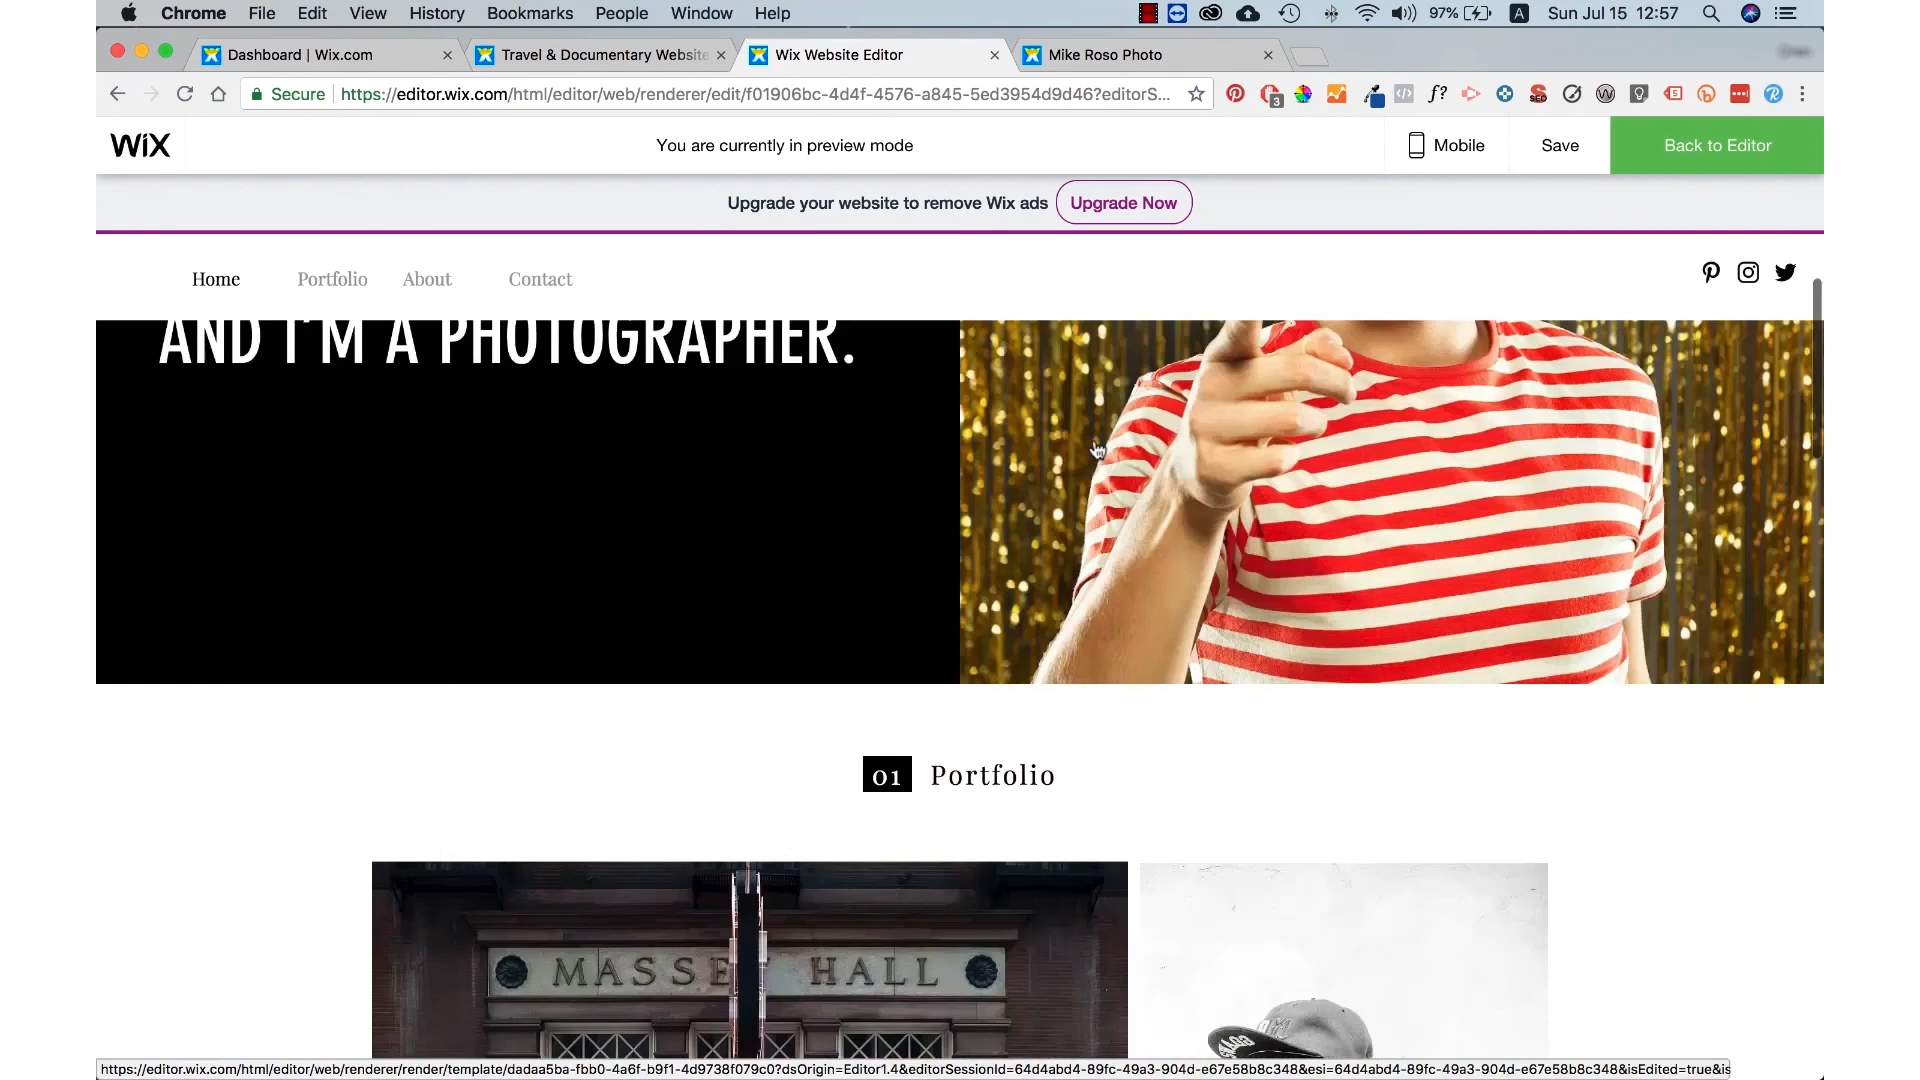 Chrome File Edit View History Bookmarks People Window Help 97% A Sun Jul 15 12:57
Dashboard | Wix.com
Travel & Documentary Website
Wix Website Editor
Mike Roso Photo
Secure https://editor.wix.com/html/editor/web/renderer/edit/f01906bc-4d4f-4576-a845-5ed3954d9d46?editorS...
WiX
You are currently in preview mode
Mobile
Save
Back to Editor
Upgrade your website to remove Wix ads Upgrade Now
Home Portfolio About Contact
AND I'M A PHOTOGRAPHER.
01 Portfolio
MASSEY HALL
https://editor.wix.com/html/editor/web/renderer/render/template/dadaa5ba-fbb0-4a6f-b9f1-4d9738f079c0?dsOrigin=Editor1.4&editorSessionId=64d4abd4-89fc-49a3-904d-e67e58b8c348&esi=64d4abd4-89fc-49a3-904d-e67e58b8c348&isEdited=true&is